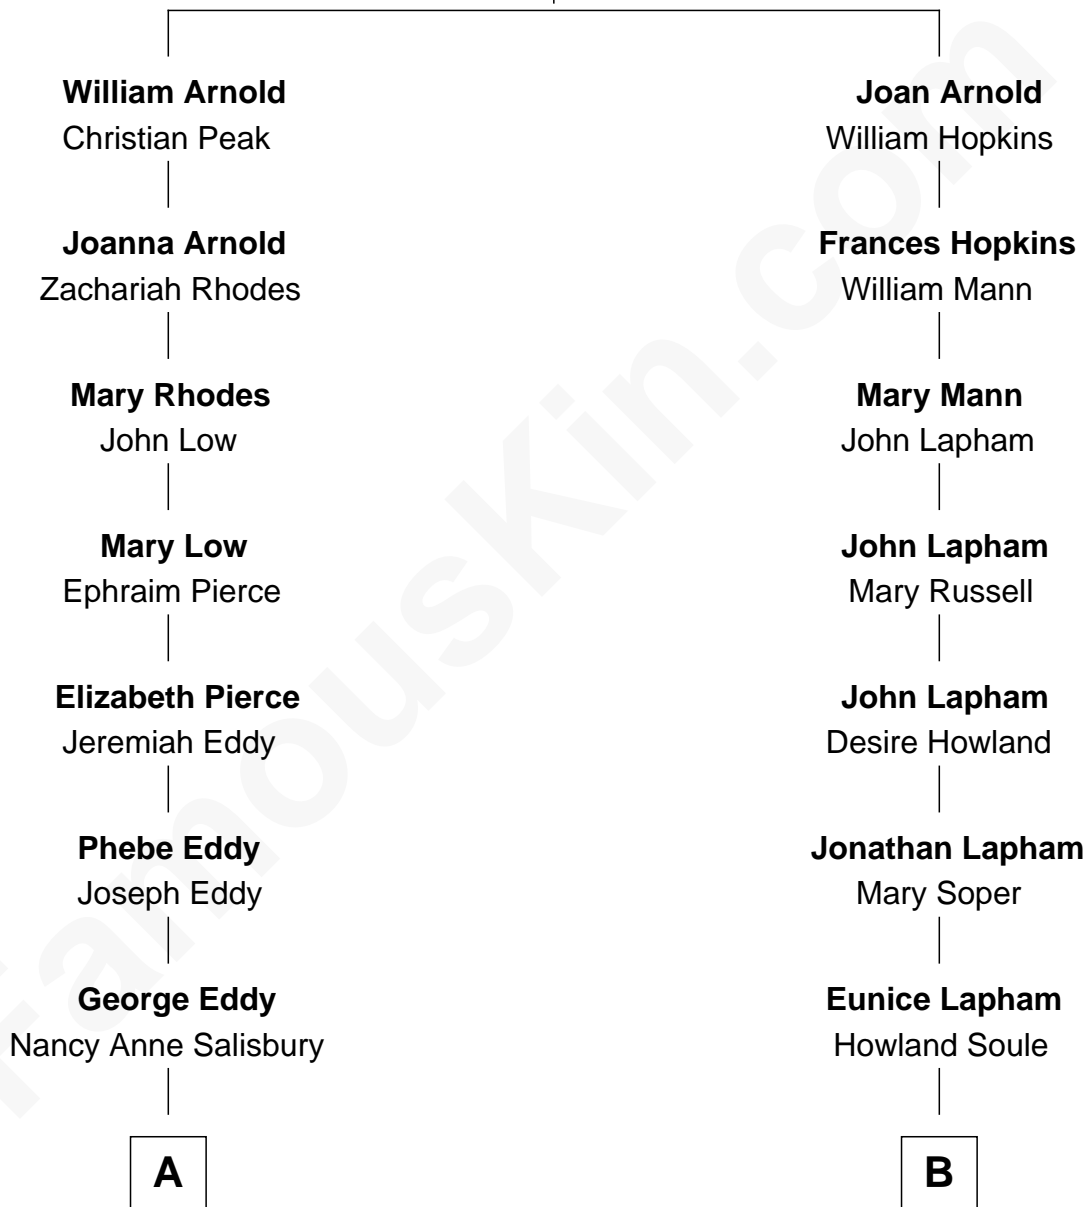 William Arnold
Christian Peak
Joan Arnold
William Hopkins
Joanna Arnold
Zachariah Rhodes
Frances Hopkins
William Mann
Mary Rhodes
John Low
Mary Mann
John Lapham
Mary Low
Ephraim Pierce
John Lapham
Mary Russell
Elizabeth Pierce
Jeremiah Eddy
John Lapham
Desire Howland
Phebe Eddy
Joseph Eddy
Jonathan Lapham
Mary Soper
George Eddy
Nancy Anne Salisbury
Eunice Lapham
Howland Soule
A
B
FamousKin.com